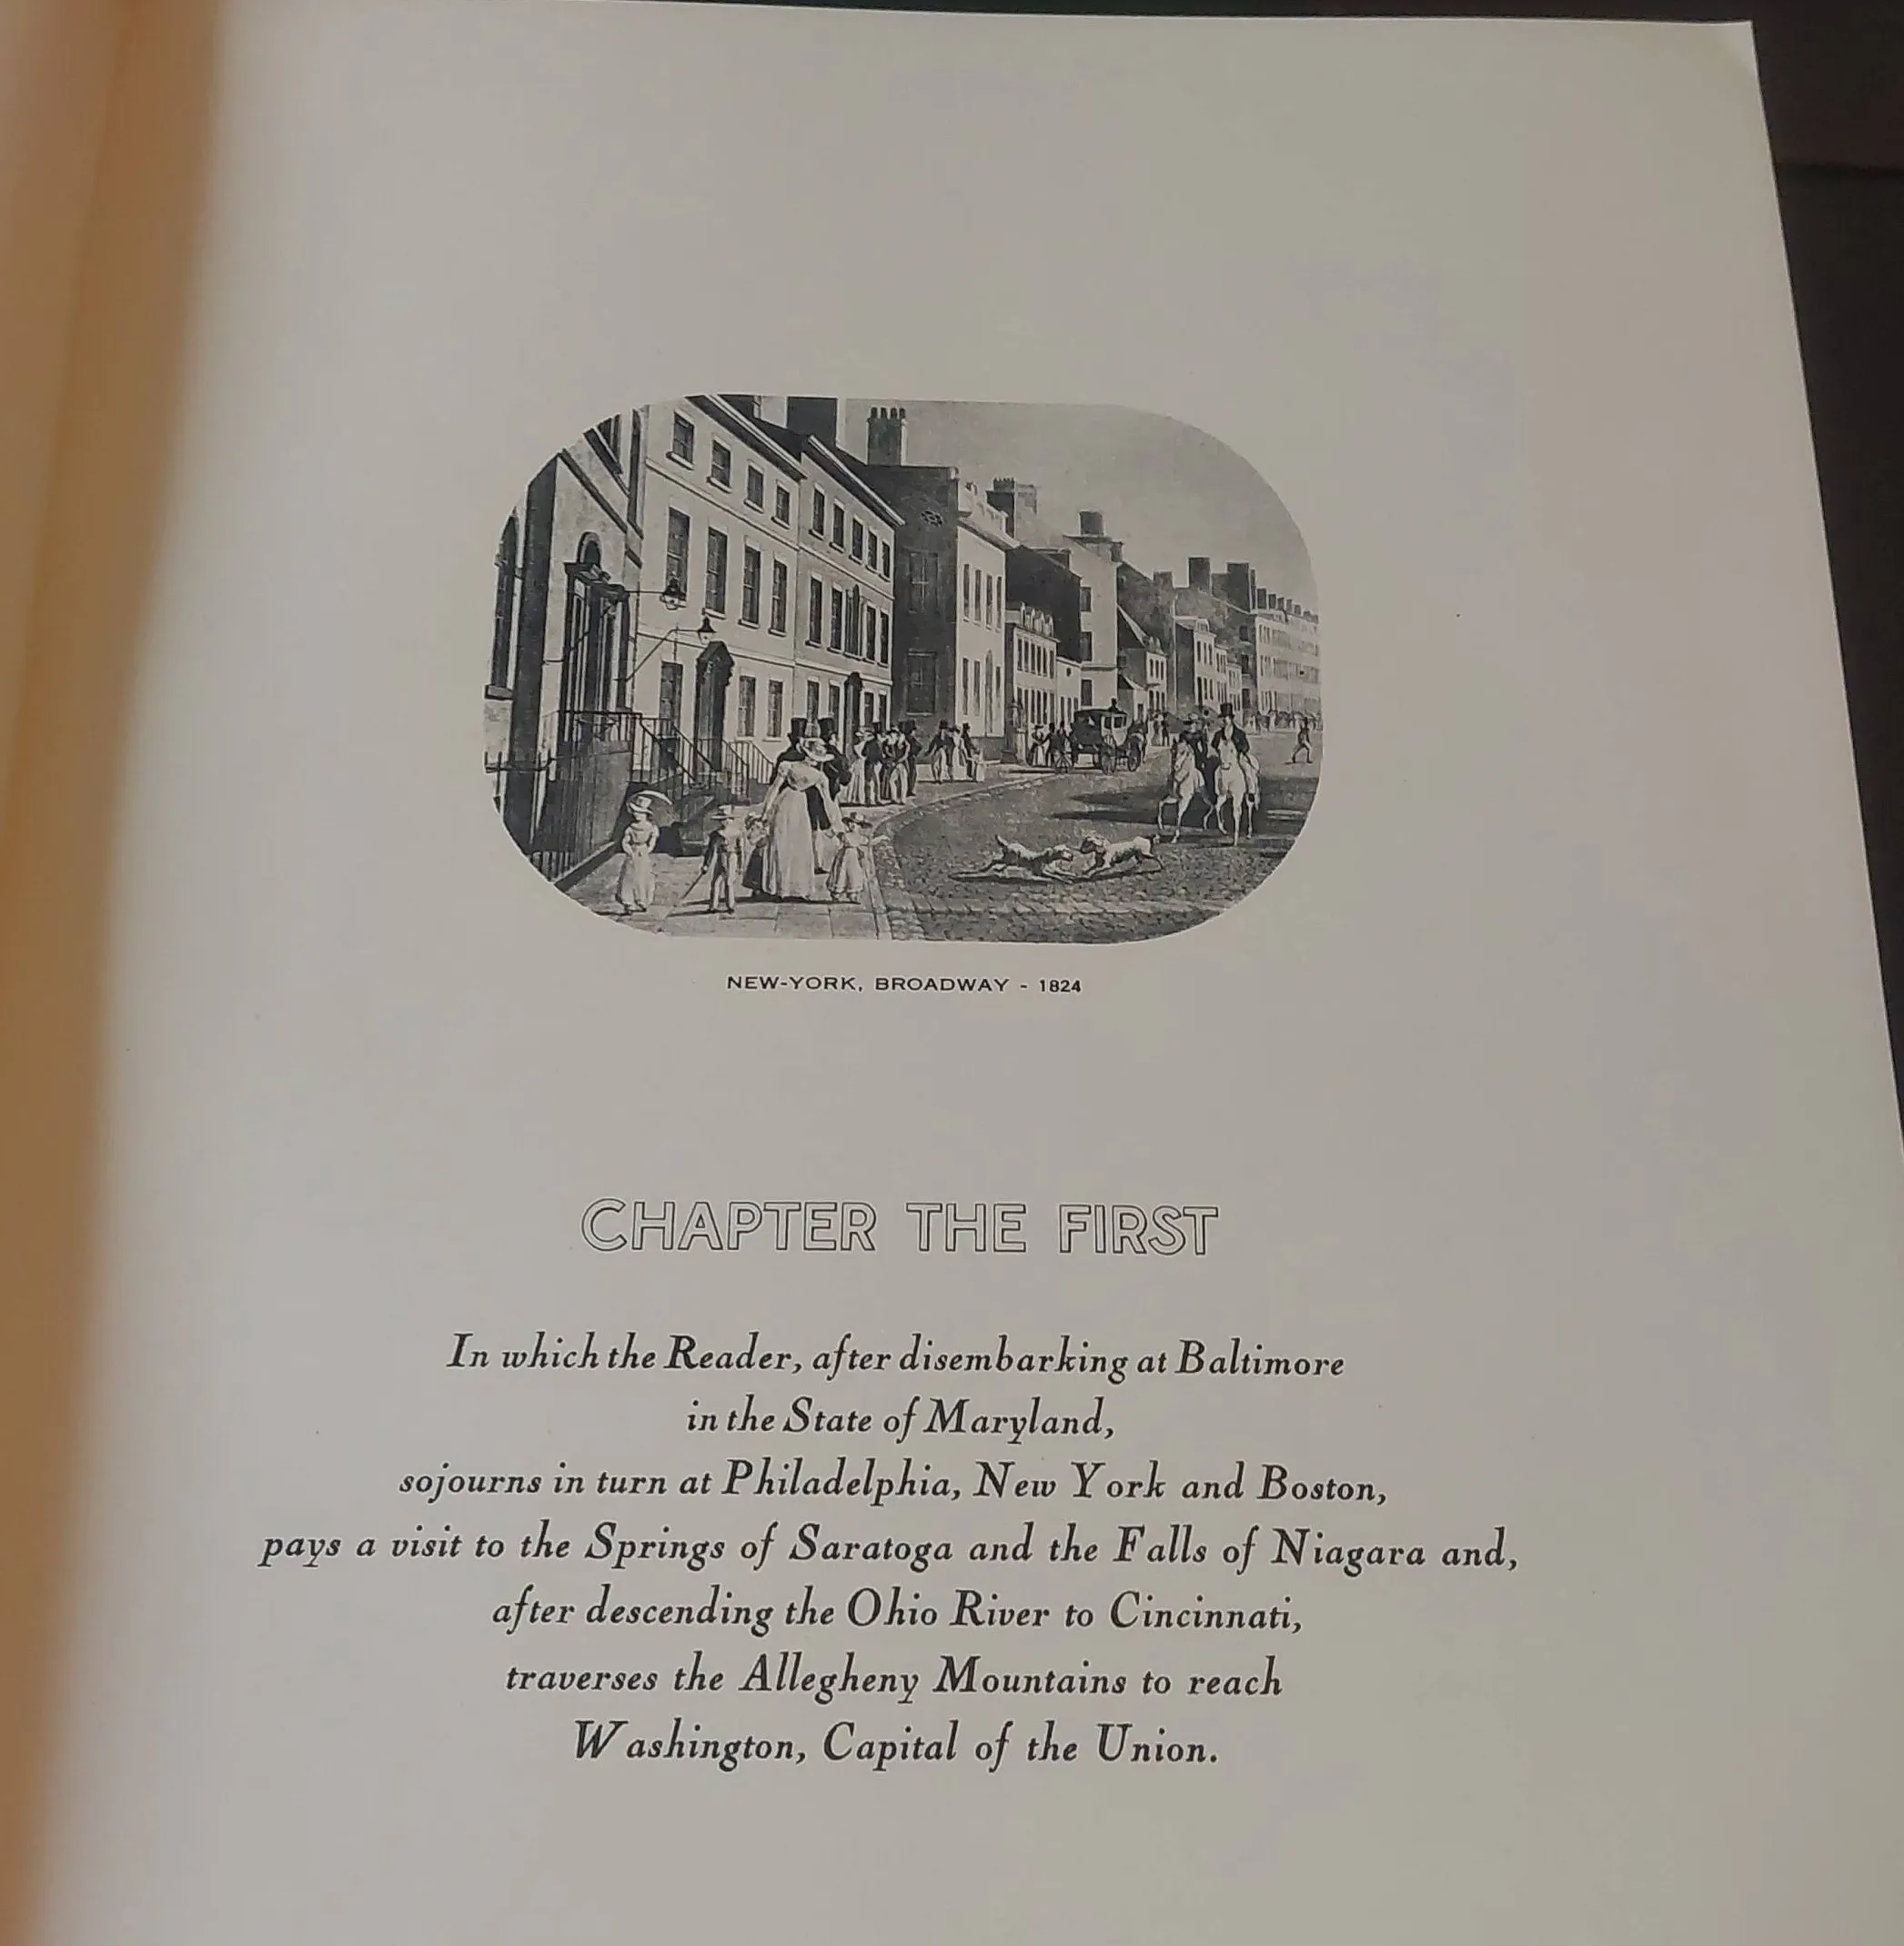 NEW-YORK, BROADWAY - 1824
CHAPTER THE FIRST
In which the Reader, after disembarking at Baltimore
in the State of Maryland,
sojourns in turn at Philadelphia, New York and Boston,
pays a visit to the Springs of Saratoga and the Falls of Niagara and,
after descending the Ohio River to Cincinnati,
traverses the Allegheny Mountains to reach
Washington, Capital of the Union.